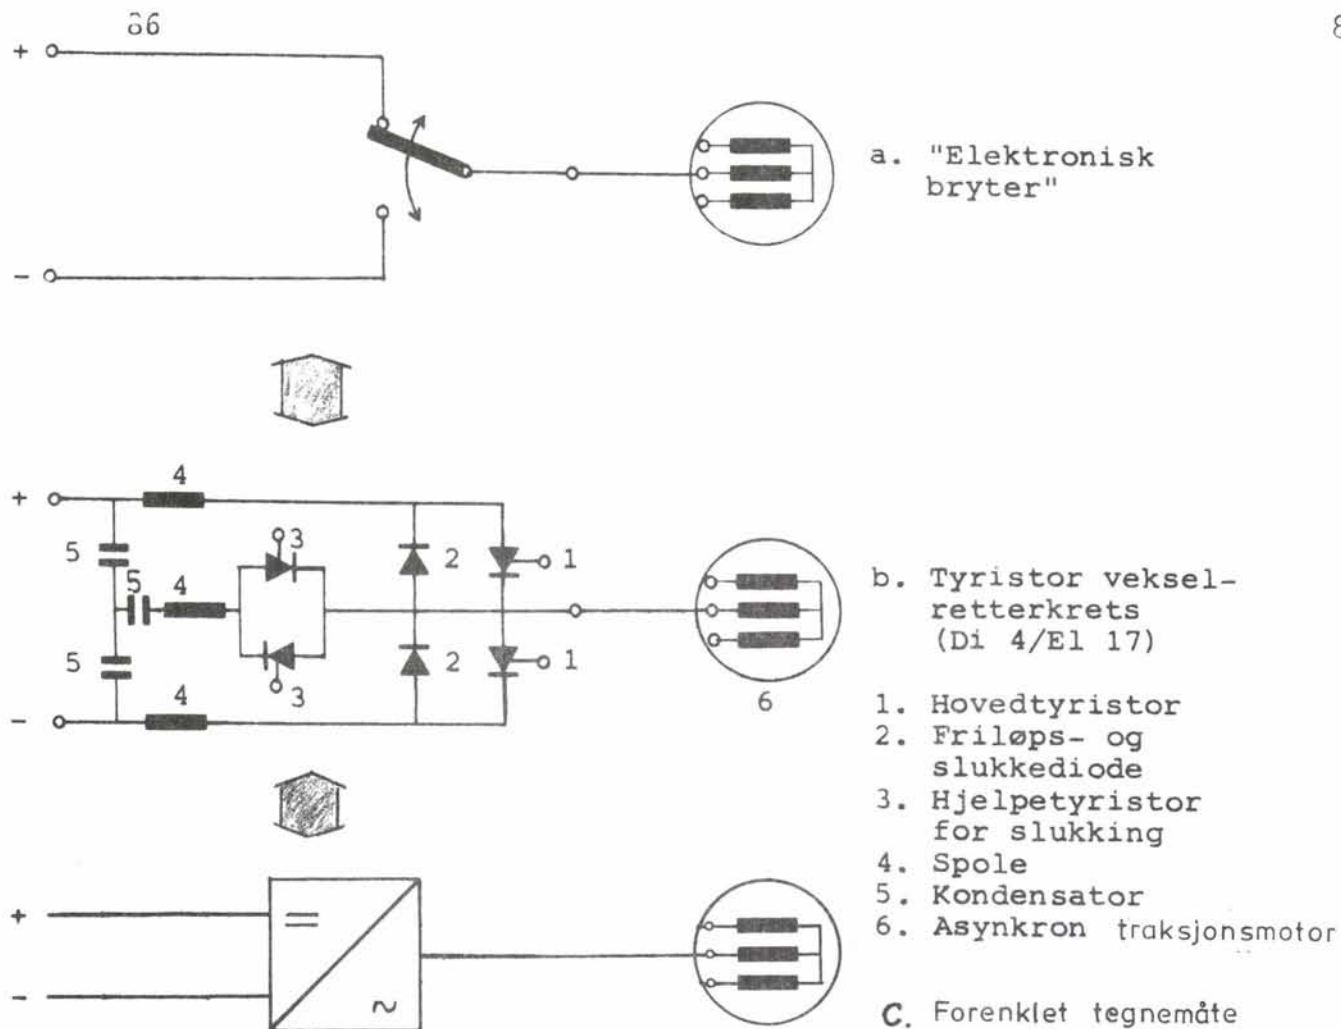 86
8
+
-
a. "Elektronisk
bryter"
4
+
3
5
2
1
5
4
5
2
1
3
4
-
6
b. Tyristor veksel-
retterkrets
(Di 4/El 17)
1. Hovedtyristor
2. Friløps- og
slukkediode
3. Hjelpetyristor
for slukking
4. Spole
5. Kondensator
6. Asynkron traksjonsmotor
+
=
-
~
C. Forenklet tegnemåte